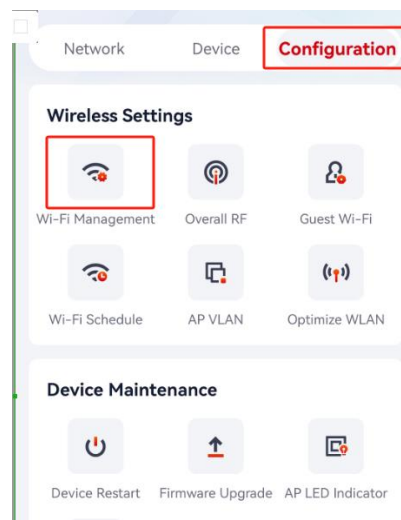 Network Device Configuration
Wireless Settings
Wi-Fi Management Overall RF Guest Wi-Fi
Wi-Fi Schedule AP VLAN Optimize WLAN
Device Maintenance
Device Restart Firmware Upgrade AP LED Indicator